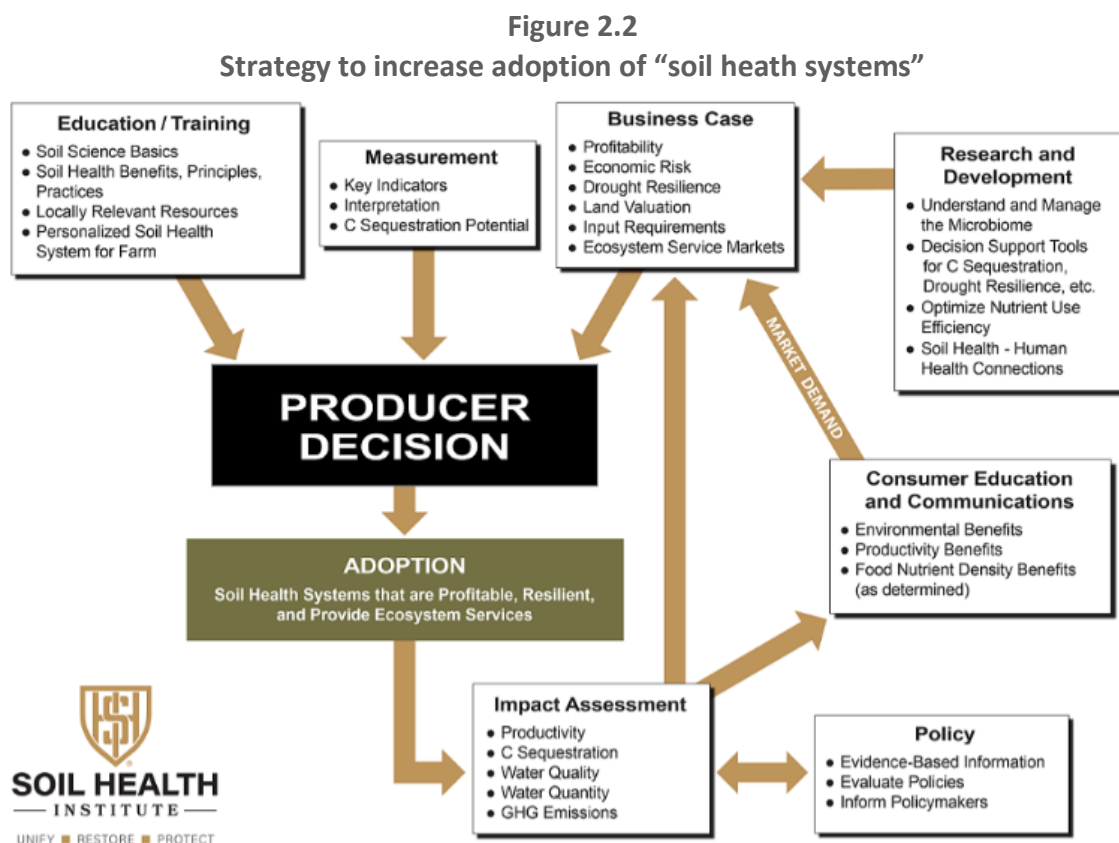 Figure 2.2
Strategy to increase adoption of “soil heath systems”
Education / Training
● Soil Science Basics
● Soil Health Benefits, Principles,
Practices
● Locally Relevant Resources
● Personalized Soil Health
System for Farm
Measurement
● Key Indicators
● Interpretation
● C Sequestration Potential
Business Case
● Profitability
● Economic Risk
● Drought Resilience
● Land Valuation
● Input Requirements
● Ecosystem Service Markets
Research and
Development
● Understand and Manage
the Microbiome
● Decision Support Tools
for C Sequestration,
Drought Resilience, etc.
● Optimize Nutrient Use
Efficiency
● Soil Health - Human
Health Connections
MARKET DEMAND
PRODUCER
DECISION
Consumer Education
and Communications
● Environmental Benefits
● Productivity Benefits
● Food Nutrient Density Benefits
(as determined)
ADOPTION
Soil Health Systems that are Profitable, Resilient,
and Provide Ecosystem Services
Impact Assessment
● Productivity
● C Sequestration
● Water Quality
● Water Quantity
● GHG Emissions
Policy
● Evidence-Based Information
● Evaluate Policies
● Inform Policymakers
SOIL HEALTH
INSTITUTE
UNIFY ■ RESTORE ■ PROTECT